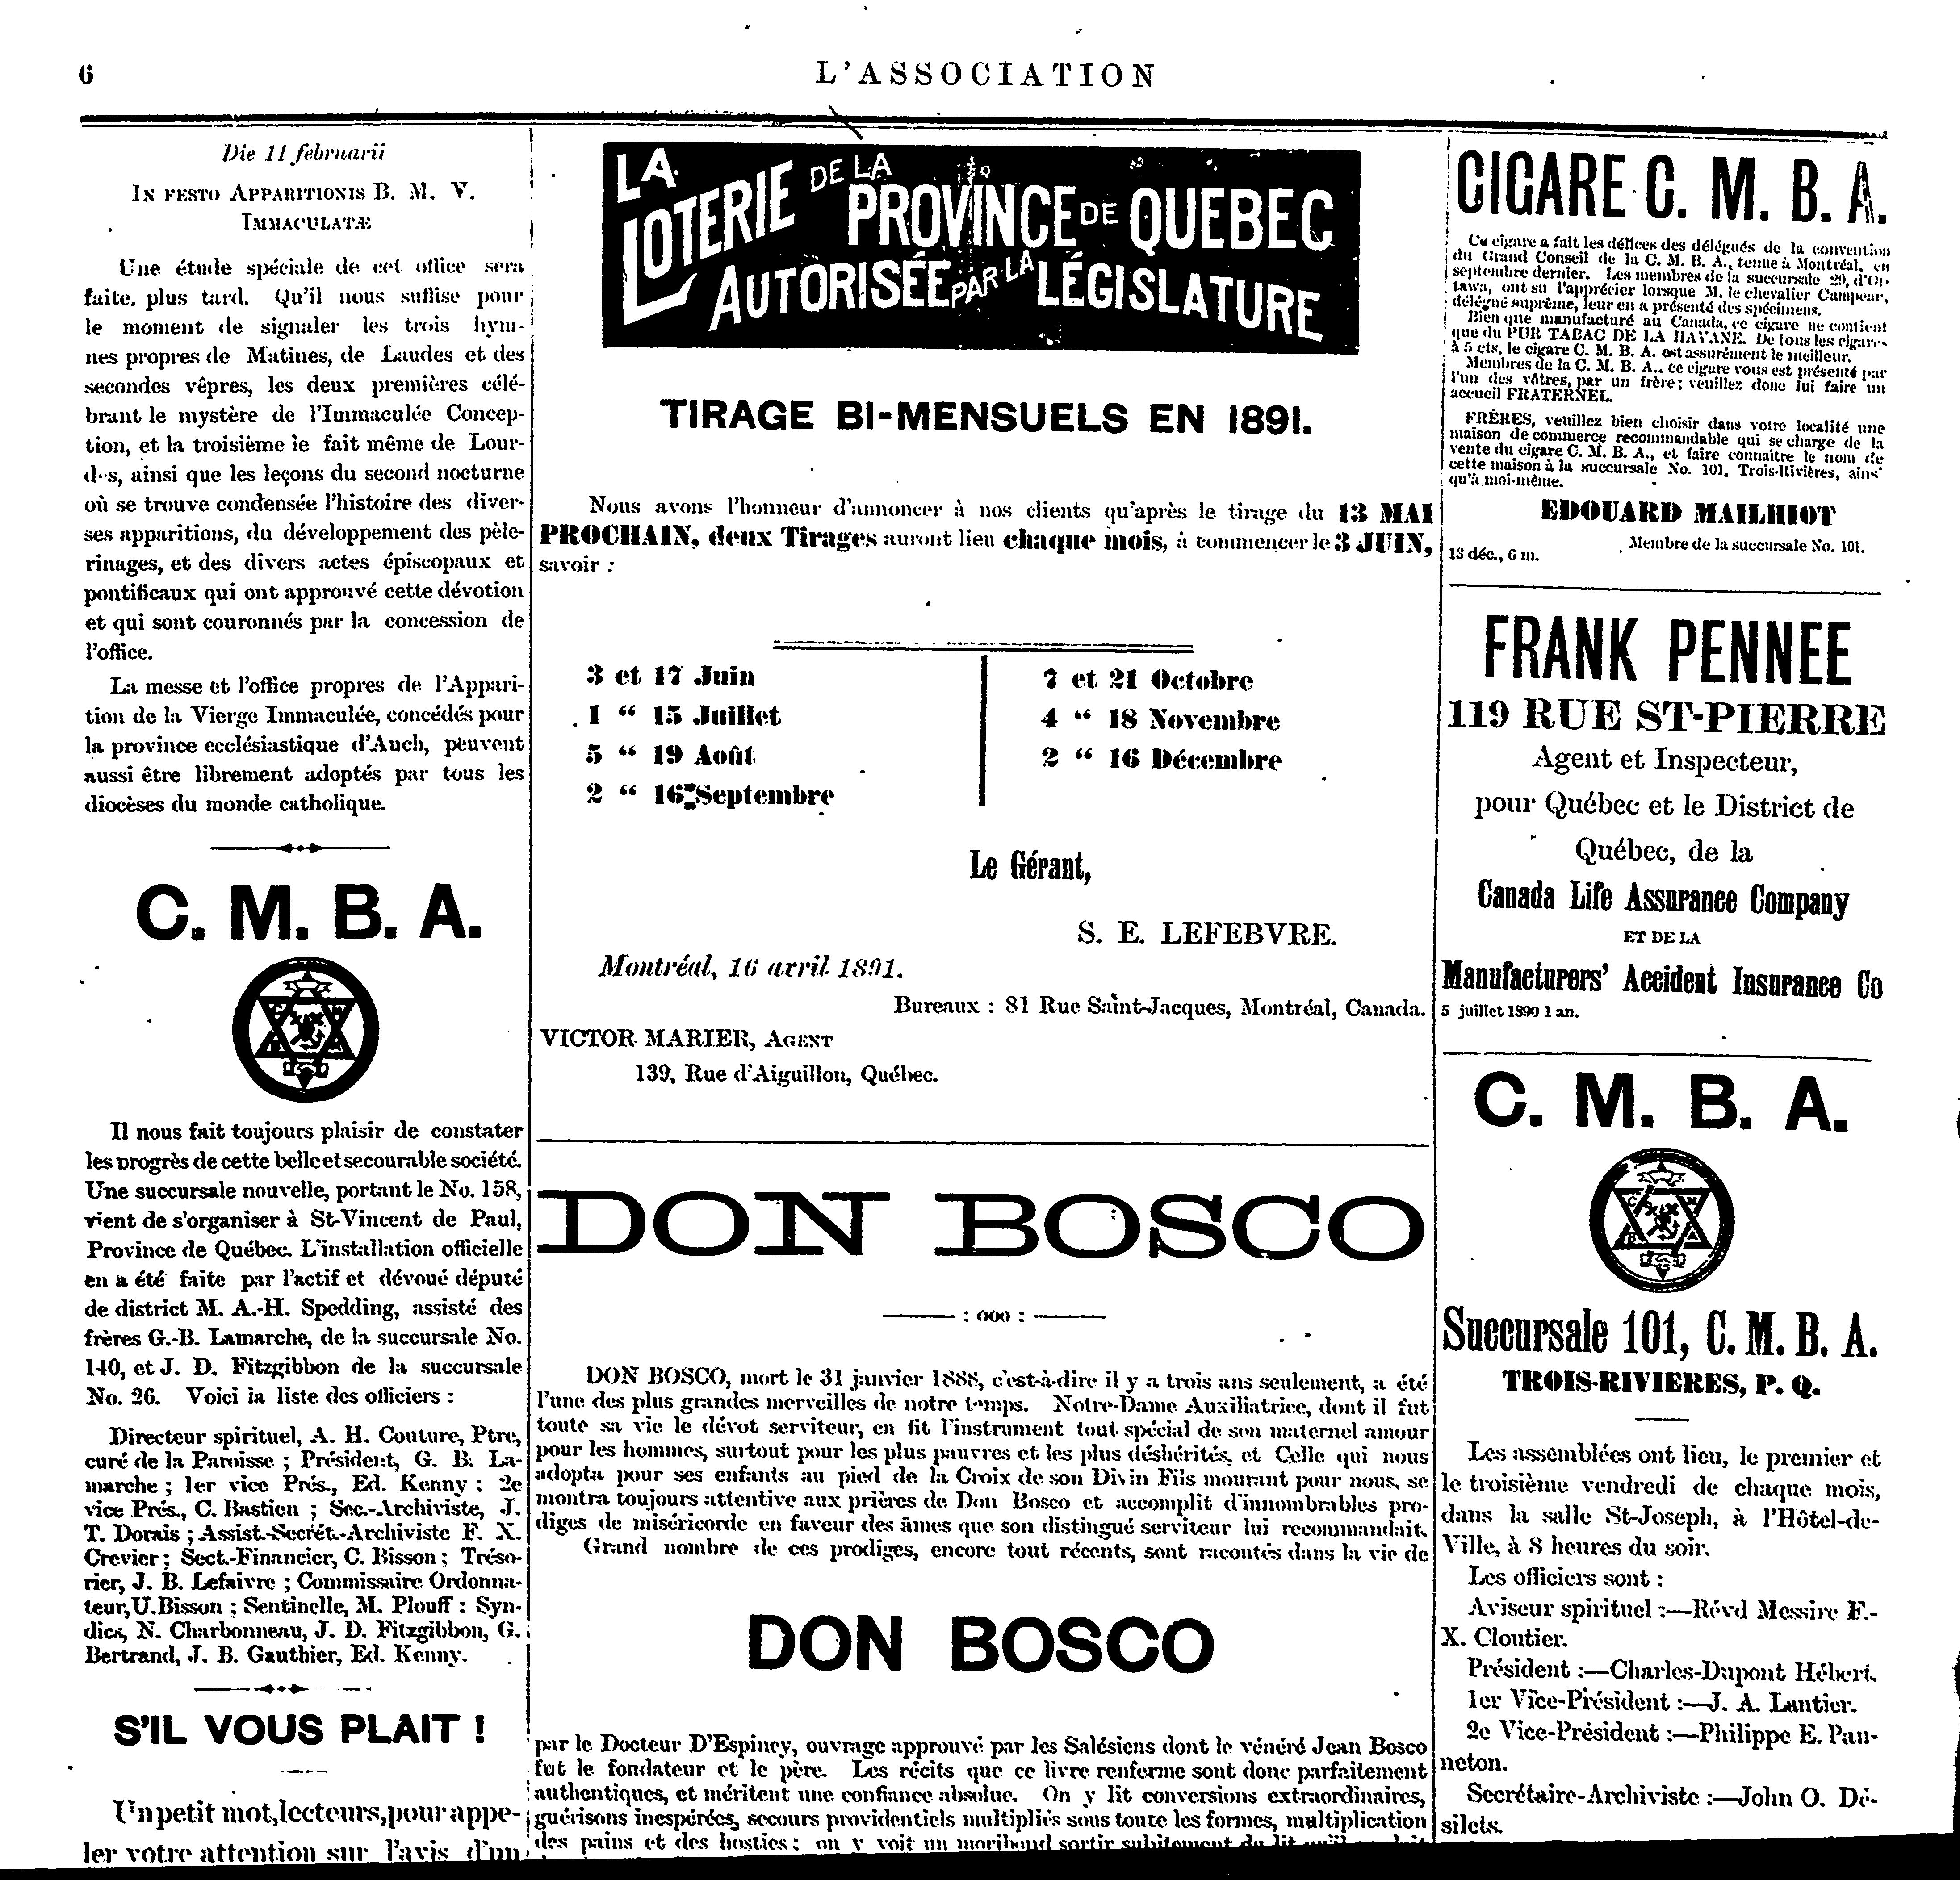 6
L'ASSOCIATION
Die 11 februarii
IN FESTO APPARITIONIS B. M. V.
IMMACULATÆ
Une étude spéciale de cet office sera
faite. plus tard. Qu'il nous suffise pour
le moment de signaler les trois hym-
nes propres de Matines, de Laudes et des
secondes vêpres, les deux premières célé-
brant le mystère de l'Immaculée Concep-
tion, et la troisième le fait même de Lour-
des, ainsi que les leçons du second nocturne
où se trouve condensée l'histoire des diver-
ses apparitions, du développement des pèle-
rinages, et des divers actes épiscopaux et
pontificaux qui ont approuvé cette dévotion
et qui sont couronnés par la concession de
l'office.
La messe et l'office propres de l'Appari-
tion de la Vierge Immaculée, concédés pour
la province ecclésiastique d'Auch, peuvent
aussi être librement adoptés par tous les
diocèses du monde catholique.
C. M. B. A.
C M
B A
Il nous fait toujours plaisir de constater
les progrès de cette belle et secourable société.
Une succursale nouvelle, portant le No. 158,
vient de s'organiser à St-Vincent de Paul,
Province de Québec. L'installation officielle
en a été faite par l'actif et dévoué député
de district M. A.-H. Spedding, assisté des
frères G.-B. Lamarche, de la succursale No.
140, et J. D. Fitzgibbon de la succursale
No. 26. Voici la liste des officiers :
Directeur spirituel, A. H. Couture, Ptre,
curé de la Paroisse ; Président, G. B. La-
marche ; 1er vice Prés., Ed. Kenny ; 2e
vice Prés., C. Bastien ; Sec.-Archiviste, J.
T. Dorais ; Assist.-Secrét.-Archiviste F. X.
Crevier ; Sect.-Financier, C. Bisson ; Tréso-
rier, J. B. Lefaivre ; Commissaire Ordonna-
teur, U. Bisson ; Sentinelle, M. Plouff ; Syn-
dics, N. Charbonneau, J. D. Fitzgibbon, G.
Bertrand, J. B. Gauthier, Ed. Kenny.
S'IL VOUS PLAIT !
Un petit mot, lecteurs, pour appe-
ler votre attention sur l'avis d'un
LA
LOTERIE DE LA
PROVINCE DE QUEBEC
AUTORISÉE PAR LA LÉGISLATURE
TIRAGE BI-MENSUELS EN 1891.
Nous avons l'honneur d'annoncer à nos clients qu'après le tirage du 13 MAI
PROCHAIN, deux Tirages auront lieu chaque mois, à commencer le 3 JUIN,
savoir :
3 et 17 Juin
1 “ 15 Juillet
5 “ 19 Août
2 “ 16 Septembre
7 et 21 Octobre
4 “ 18 Novembre
2 “ 16 Décembre
Le Gérant,
S. E. LEFEBVRE.
Montréal, 16 avril 1891.
Bureaux : 81 Rue Saint-Jacques, Montréal, Canada.
VICTOR MARIER, AGENT
139, Rue d'Aiguillon, Québec.
DON BOSCO
: ooo :
DON BOSCO, mort le 31 janvier 1888, c'est-à-dire il y a trois ans seulement, a été
l'une des plus grandes merveilles de notre temps. Notre-Dame Auxiliatrice, dont il fut
toute sa vie le dévot serviteur, en fit l'instrument tout spécial de son maternel amour
pour les hommes, surtout pour les plus pauvres et les plus déshérités, et Celle qui nous
adopta pour ses enfants au pied de la Croix de son Divin Fils mourant pour nous, se
montra toujours attentive aux prières de Don Bosco et accomplit d'innombrables pro-
diges de miséricorde en faveur des âmes que son distingué serviteur lui recommandait.
Grand nombre de ces prodiges, encore tout récents, sont racontés dans la vie de
DON BOSCO
par le Docteur D'Espiney, ouvrage approuvé par les Salésiens dont le vénéré Jean Bosco
fut le fondateur et le père. Les récits que ce livre renferme sont donc parfaitement
authentiques, et méritent une confiance absolue. On y lit conversions extraordinaires,
guérisons inespérées, secours providentiels multipliés sous toute les formes, multiplication
des pains et des hosties ; on y voit un moribond sortir subitement du lit
CIGARE C. M. B. A.
Ce cigare a fait les délices des délégués de la convention
du Grand Conseil de la C. M. B. A., tenue à Montréal, en
septembre dernier. Les membres de la succursale 29, d'Ot-
tawa, ont su l'apprécier lorsque M. le chevalier Campeau,
délégué suprême, leur en a présenté des spécimens.
Bien que manufacturé au Canada, ce cigare ne contient
que du PUR TABAC DE LA HAVANE. De tous les cigares
à 5 cts, le cigare C. M. B. A. est assurément le meilleur.
Membres de la C. M. B. A., ce cigare vous est présenté par
l'un des vôtres, par un frère ; veuillez donc lui faire un
accueil FRATERNEL.
FRÈRES, veuillez bien choisir dans votre localité une
maison de commerce recommandable qui se charge de la
vente du cigare C. M. B. A., et faire connaître le nom de
cette maison à la succursale No. 101, Trois-Rivières, ainsi
qu'à moi-même.
EDOUARD MAILHIOT
Membre de la succursale No. 101.
13 déc., 6 m.
FRANK PENNEE
119 RUE ST-PIERRE
Agent et Inspecteur,
pour Québec et le District de
Québec, de la
Canada Life Assurance Company
ET DE LA
Manufacturers' Accident Insurance Co
5 juillet 1890 1 an.
C. M. B. A.
C M
B A
Succursale 101, C. M. B. A.
TROIS-RIVIERES, P. Q.
Les assemblées ont lieu, le premier et
le troisième vendredi de chaque mois,
dans la salle St-Joseph, à l'Hôtel-de-
Ville, à 8 heures du soir.
Les officiers sont :
Aviseur spirituel :—Révd Messire F.-
X. Cloutier.
Président :—Charles-Dupont Hébert.
1er Vice-Président :—J. A. Lantier.
2e Vice-Président :—Philippe E. Pan-
neton.
Secrétaire-Archiviste :—John O. Dé-
silets.